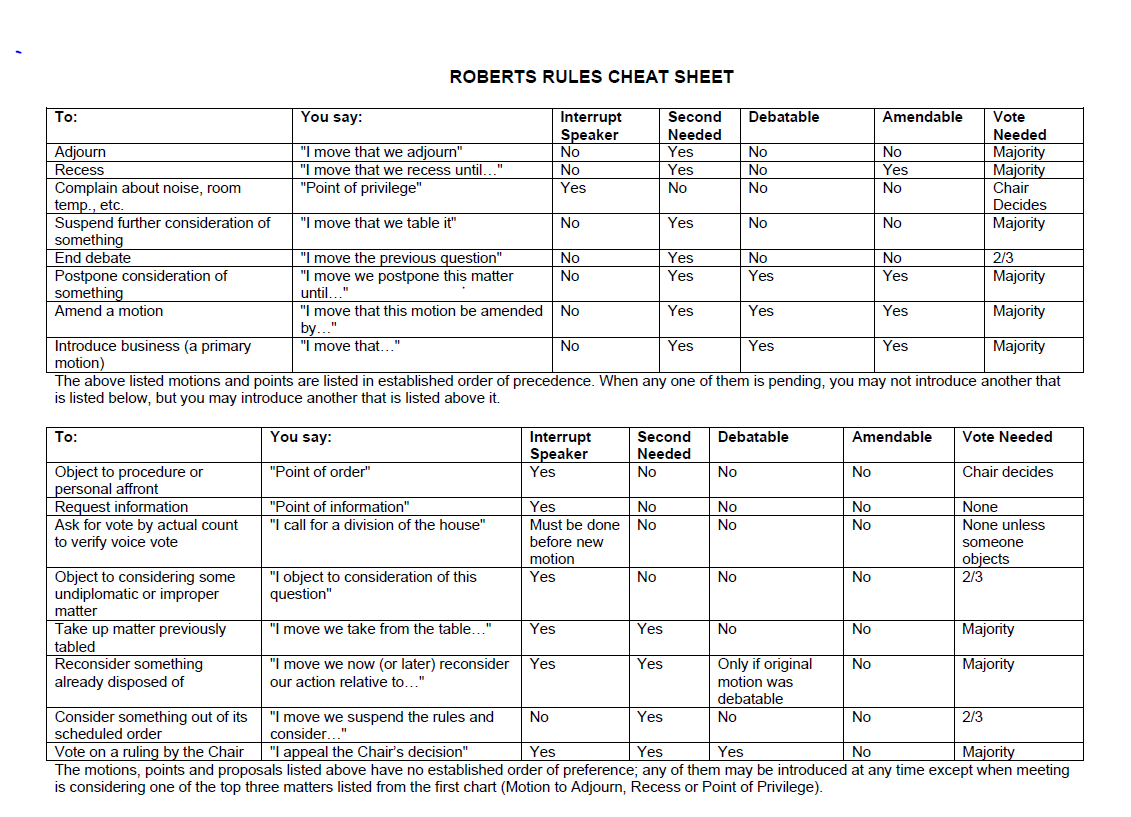 ROBERTS RULES CHEAT SHEET
To: You say: Interrupt Speaker Second Needed Debatable Amendable Vote Needed
Adjourn "I move that we adjourn" No Yes No No Majority
Recess "I move that we recess until…" No Yes No Yes Majority
Complain about noise, room temp., etc. "Point of privilege" Yes No No No Chair Decides
Suspend further consideration of something "I move that we table it" No Yes No No Majority
End debate "I move the previous question" No Yes No No 2/3
Postpone consideration of something "I move we postpone this matter until…" No Yes Yes Yes Majority
Amend a motion "I move that this motion be amended by…" No Yes Yes Yes Majority
Introduce business (a primary motion) "I move that…" No Yes Yes Yes Majority
The above listed motions and points are listed in established order of precedence. When any one of them is pending, you may not introduce another that
is listed below, but you may introduce another that is listed above it.
To: You say: Interrupt Speaker Second Needed Debatable Amendable Vote Needed
Object to procedure or personal affront "Point of order" Yes No No No Chair decides
Request information "Point of information" Yes No No No None
Ask for vote by actual count to verify voice vote "I call for a division of the house" Must be done before new motion No No No None unless someone objects
Object to considering some undiplomatic or improper matter "I object to consideration of this question" Yes No No No 2/3
Take up matter previously tabled "I move we take from the table…" Yes Yes No No Majority
Reconsider something already disposed of "I move we now (or later) reconsider our action relative to…" Yes Yes Only if original motion was debatable No Majority
Consider something out of its scheduled order "I move we suspend the rules and consider…" No Yes No No 2/3
Vote on a ruling by the Chair "I appeal the Chair’s decision" Yes Yes Yes No Majority
The motions, points and proposals listed above have no established order of preference; any of them may be introduced at any time except when meeting
is considering one of the top three matters listed from the first chart (Motion to Adjourn, Recess or Point of Privilege).